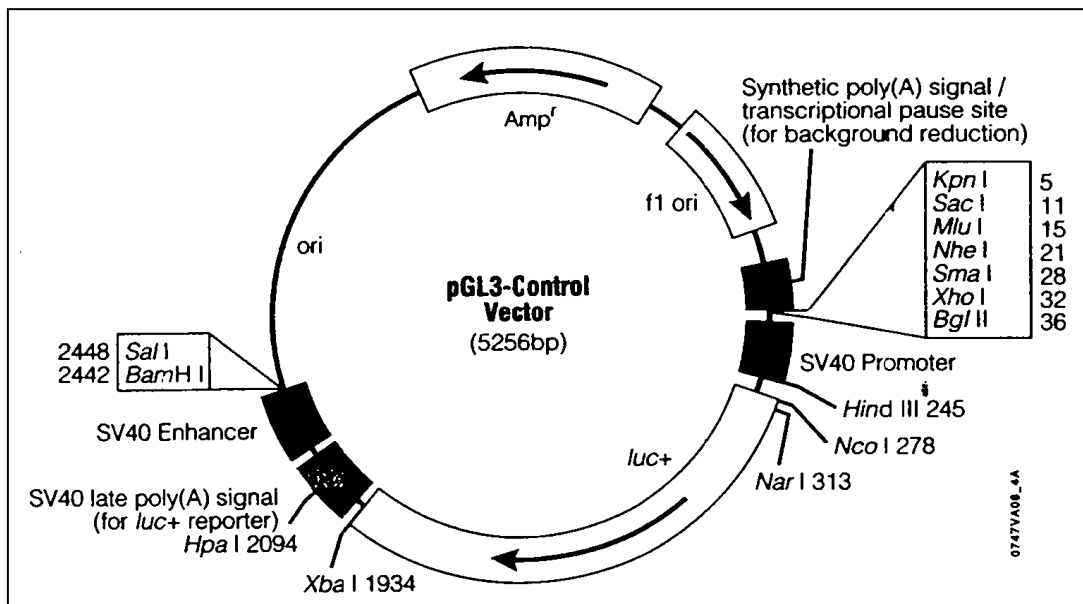 Amp^r
Synthetic poly(A) signal /
transcriptional pause site
(for background reduction)
f1 ori
Kpn I 5
Sac I 11
Mlu I 15
Nhe I 21
Sma I 28
Xho I 32
Bgl II 36
ori
pGL3-Control
Vector
(5256bp)
2448 Sal I
2442 BamH I
SV40 Promoter
Hind III 245
SV40 Enhancer
Nco I 278
luc+
Nar I 313
SV40 late poly(A) signal
(for luc+ reporter)
Hpa I 2094
Xba I 1934
0747VA08_4A